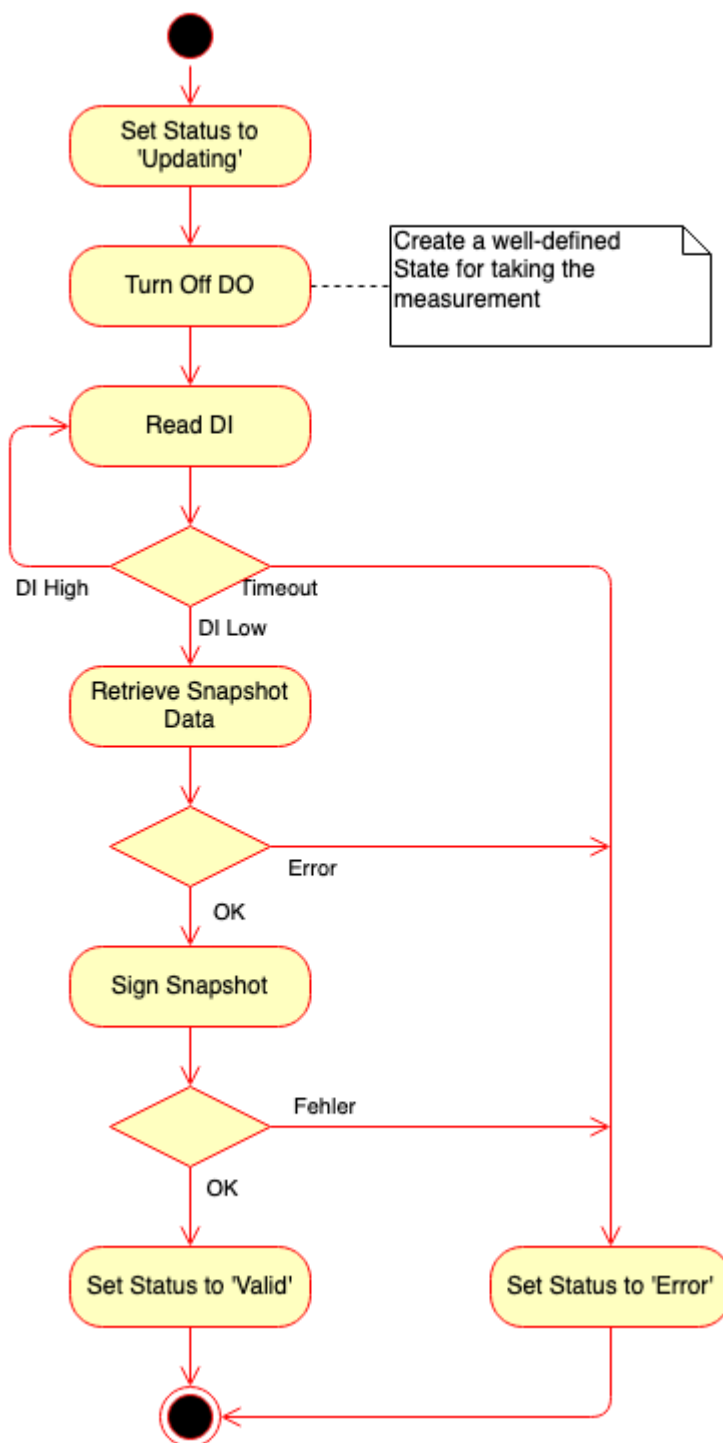 Set Status to
'Updating'
Turn Off DO
Create a well-defined
State for taking the
measurement
Read DI
DI High
Timeout
DI Low
Retrieve Snapshot
Data
Error
OK
Sign Snapshot
Fehler
OK
Set Status to 'Valid'
Set Status to 'Error'